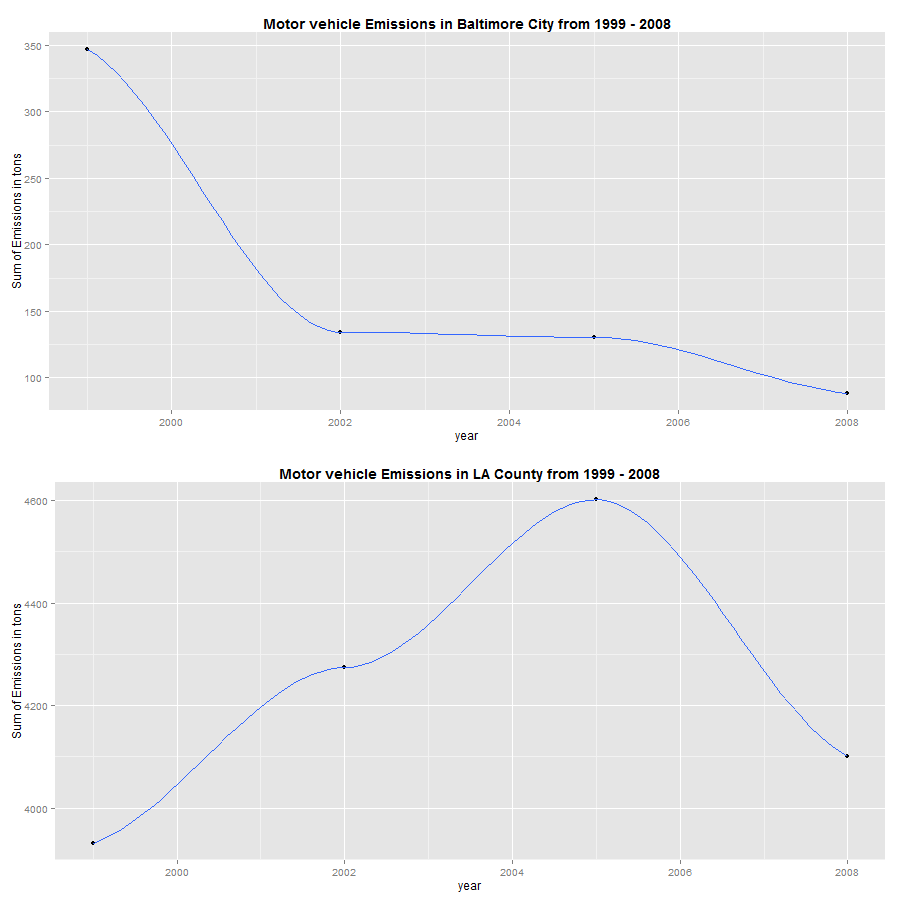 Motor vehicle Emissions in Baltimore City from 1999 - 2008
Sum of Emissions in tons
350
300
250
200
150
100
2000 2002 2004 2006 2008
year
Motor vehicle Emissions in LA County from 1999 - 2008
Sum of Emissions in tons
4600
4400
4200
4000
2000 2002 2004 2006 2008
year